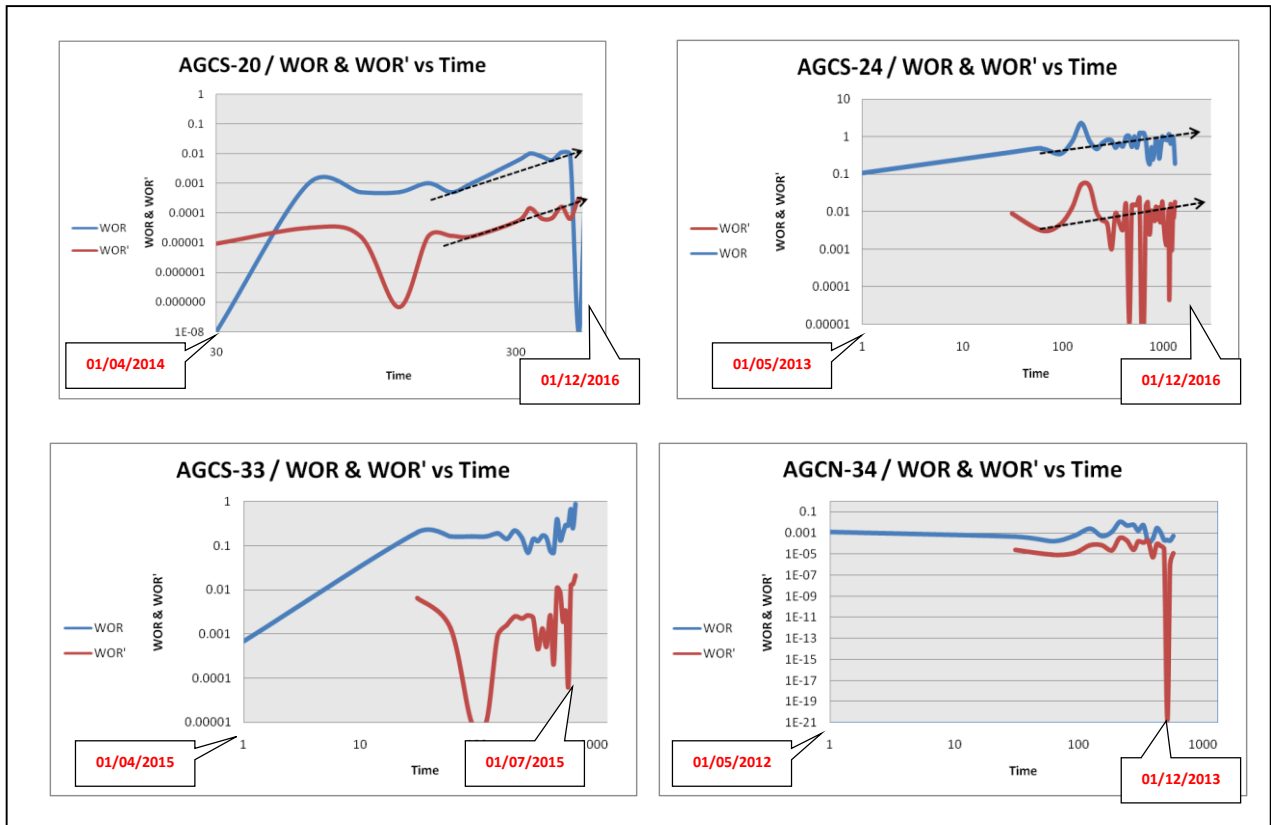 AGCS-20 / WOR & WOR' vs Time
1
0.1
0.01
0.001
0.0001
0.00001
0.000001
0.000000
1E-08
WOR & WOR'
WOR
WOR'
30
300
Time
01/04/2014
01/12/2016
AGCS-24 / WOR & WOR' vs Time
10
1
0.1
0.01
0.001
0.0001
0.00001
WOR & WOR'
WOR'
WOR
1
10
100
1000
Time
01/05/2013
01/12/2016
AGCS-33 / WOR & WOR' vs Time
1
0.1
0.01
0.001
0.0001
0.00001
WOR & WOR'
WOR
WOR'
1
10
1000
Time
01/04/2015
01/07/2015
AGCN-34 / WOR & WOR' vs Time
0.1
0.001
1E-05
1E-07
1E-09
1E-11
1E-13
1E-15
1E-17
1E-19
1E-21
WOR & WOR'
WOR
WOR'
1
10
100
1000
Time
01/05/2012
01/12/2013